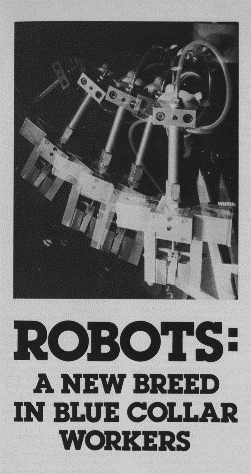 ROBOTS:
A NEW BREED
IN BLUE COLLAR
WORKERS